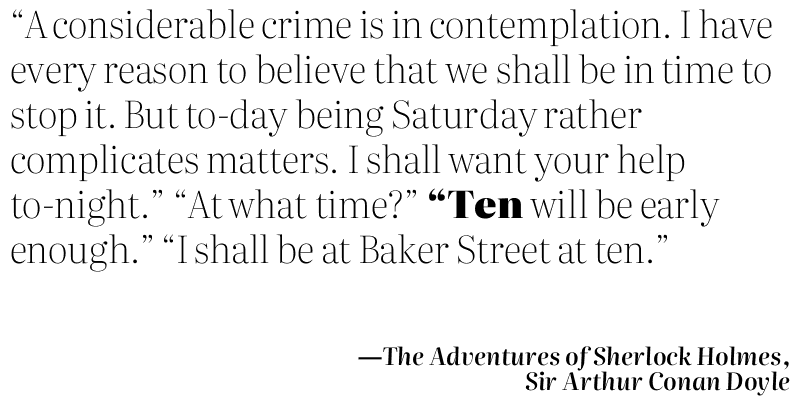 “A considerable crime is in contemplation. I have
every reason to believe that we shall be in time to
stop it. But to-day being Saturday rather
complicates matters. I shall want your help
to-night.” “At what time?” “Ten will be early
enough.” “I shall be at Baker Street at ten.”
—The Adventures of Sherlock Holmes,
Sir Arthur Conan Doyle